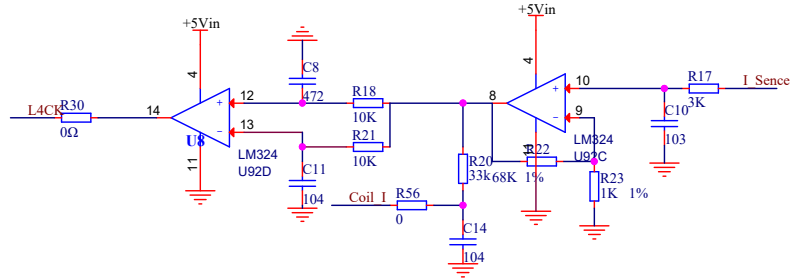 +5Vin
+5Vin
4
4
C8
472
12
R18
10K
8
10
R17
3K
I_Sence
L4CK
R30
0Ω
14
U8
13
R21
10K
9
C10
103
LM324
U92D
LM324
U92C
11
11
C11
104
R20
33k
R22
68K 1%
R23
1K 1%
Coil_I
R56
0
C14
104